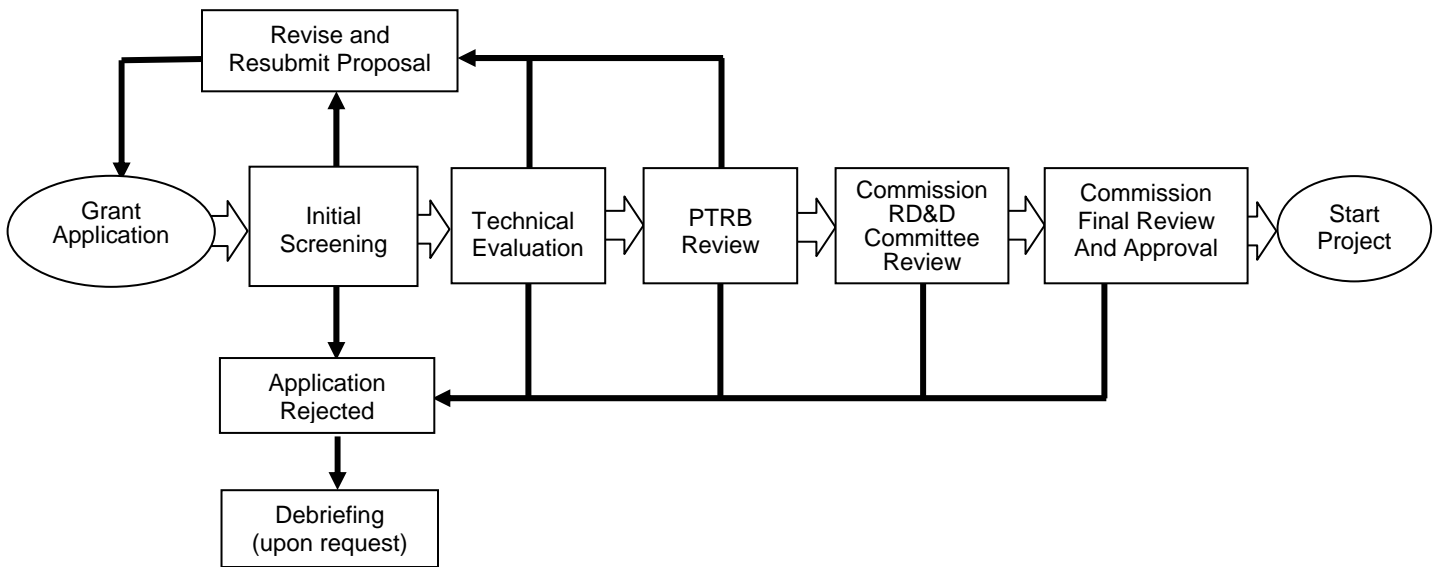 Revise and
Resubmit Proposal
Grant
Application
Initial
Screening
Technical
Evaluation
PTRB
Review
Commission
RD&D
Committee
Review
Commission
Final Review
And Approval
Start
Project
Application
Rejected
Debriefing
(upon request)